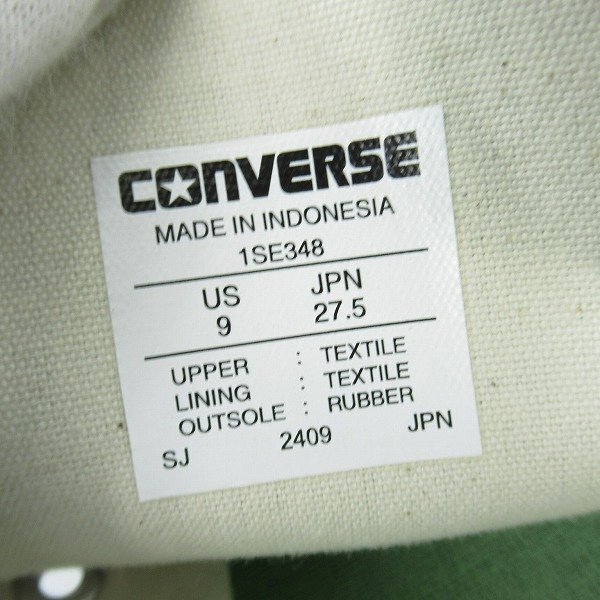 CONVERSE
MADE IN INDONESIA
1SE348
US JPN
9 27.5
UPPER : TEXTILE
LINING : TEXTILE
OUTSOLE : RUBBER
SJ 2409 JPN